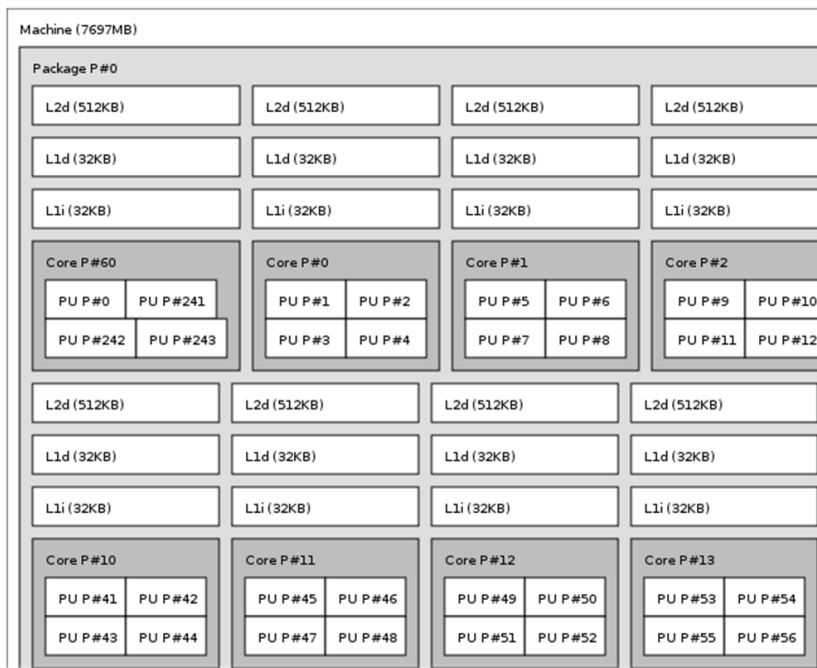 Machine (7697MB)
Package P#0
L2d (512KB) L2d (512KB) L2d (512KB) L2d (512KB)
L1d (32KB) L1d (32KB) L1d (32KB) L1d (32KB)
L1i (32KB) L1i (32KB) L1i (32KB) L1i (32KB)
Core P#60 Core P#0 Core P#1 Core P#2
PU P#0 PU P#241 PU P#1 PU P#2 PU P#5 PU P#6 PU P#9 PU P#10
PU P#242 PU P#243 PU P#3 PU P#4 PU P#7 PU P#8 PU P#11 PU P#12
L2d (512KB) L2d (512KB) L2d (512KB) L2d (512KB)
L1d (32KB) L1d (32KB) L1d (32KB) L1d (32KB)
L1i (32KB) L1i (32KB) L1i (32KB) L1i (32KB)
Core P#10 Core P#11 Core P#12 Core P#13
PU P#41 PU P#42 PU P#45 PU P#46 PU P#49 PU P#50 PU P#53 PU P#54
PU P#43 PU P#44 PU P#47 PU P#48 PU P#51 PU P#52 PU P#55 PU P#56